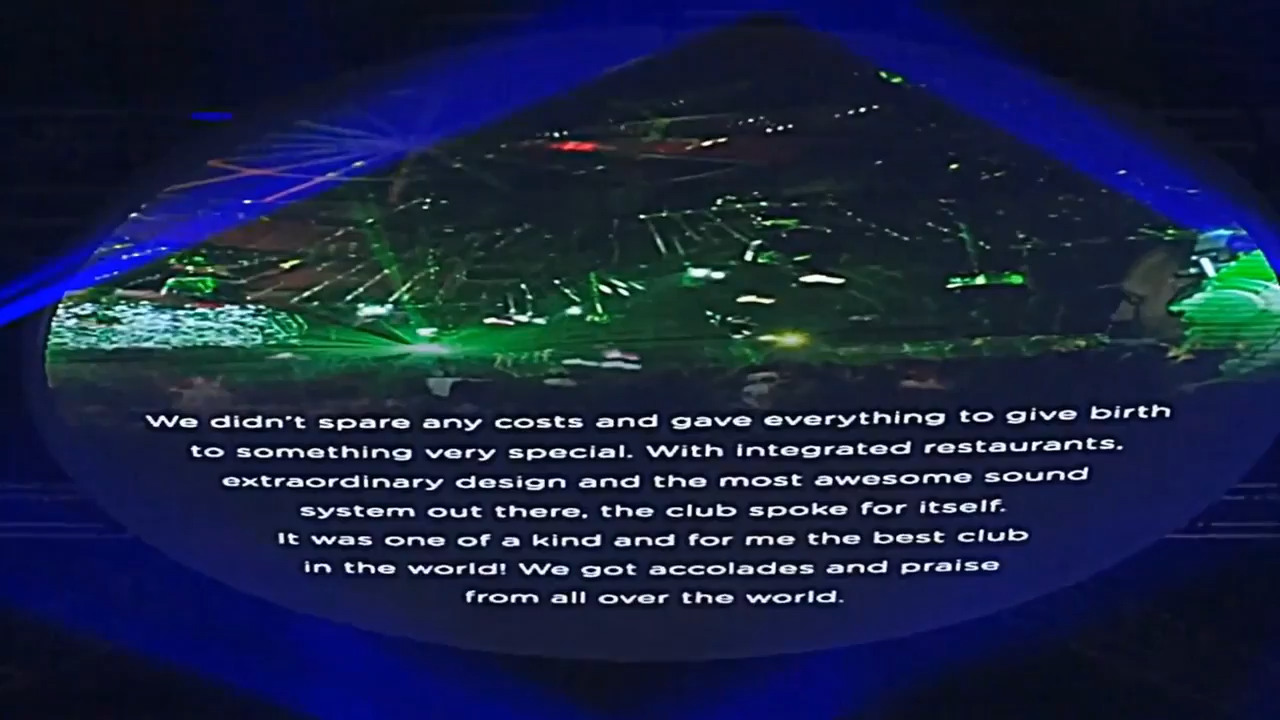 We didn't spare any costs and gave everything to give birth
to something very special. With integrated restaurants,
extraordinary design and the most awesome sound
system out there, the club spoke for itself.
It was one of a kind and for me the best club
in the world! We got accolades and praise
from all over the world.